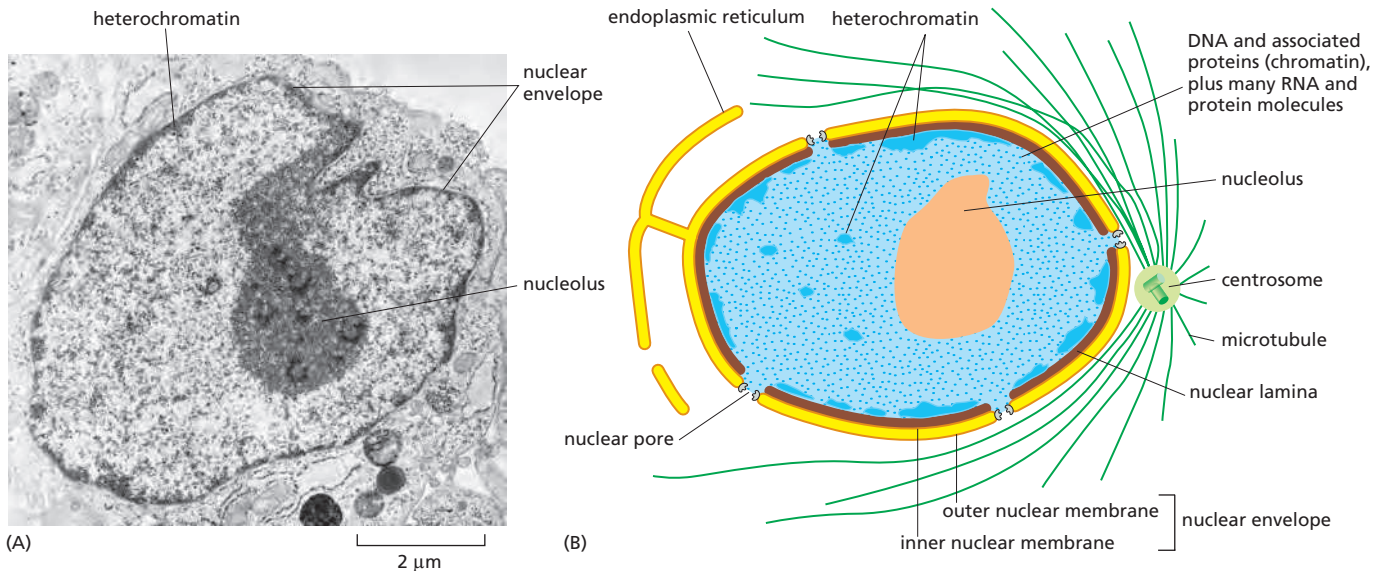 heterochromatin
nuclear
envelope
nucleolus
(A)
2 μm
endoplasmic reticulum
heterochromatin
DNA and associated
proteins (chromatin),
plus many RNA and
protein molecules
nucleolus
centrosome
microtubule
nuclear lamina
nuclear pore
outer nuclear membrane
nuclear envelope
inner nuclear membrane
(B)